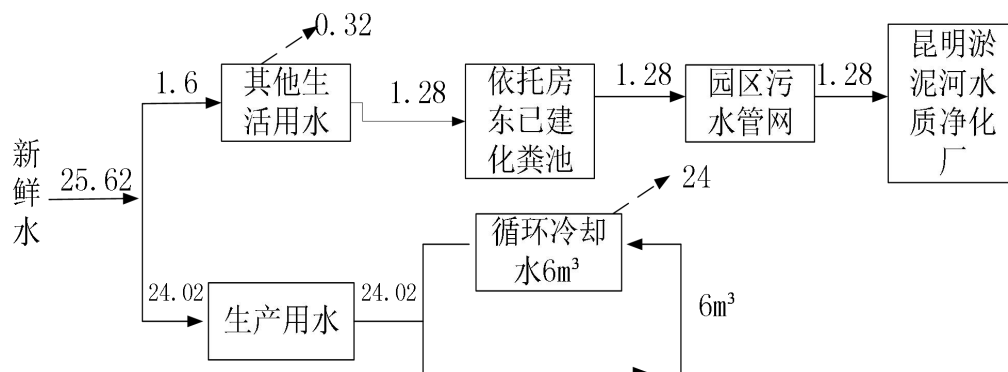 新鲜水
25.62
1.6
0.32
其他生
活用水
1.28
依托房
东已建
化粪池
1.28
园区污
水管网
1.28
昆明淤
泥河水
质净化
厂
24.02
生产用水
24.02
循环冷却
水6m³
24
6m³